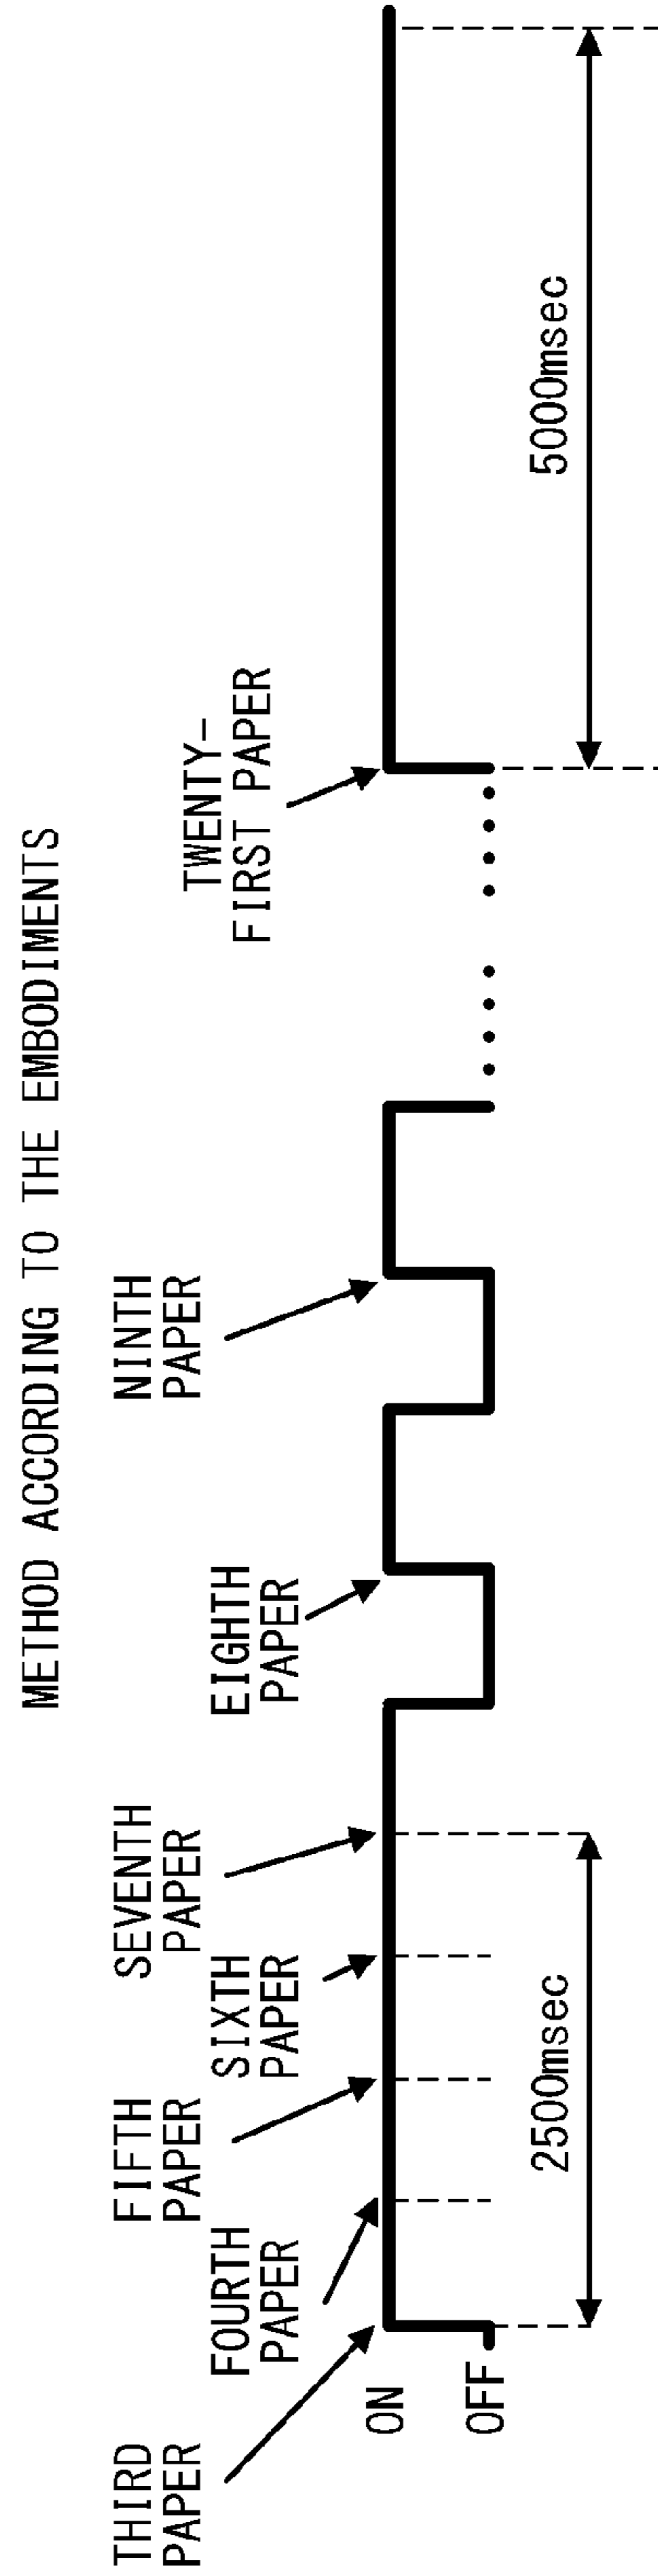 METHOD ACCORDING TO THE EMBODIMENTS
THIRD
PAPER
FOURTH
PAPER
FIFTH
PAPER
SIXTH
PAPER
SEVENTH
PAPER
EIGHTH
PAPER
NINTH
PAPER
TWENTY-
FIRST PAPER
ON
OFF
2500msec
5000msec